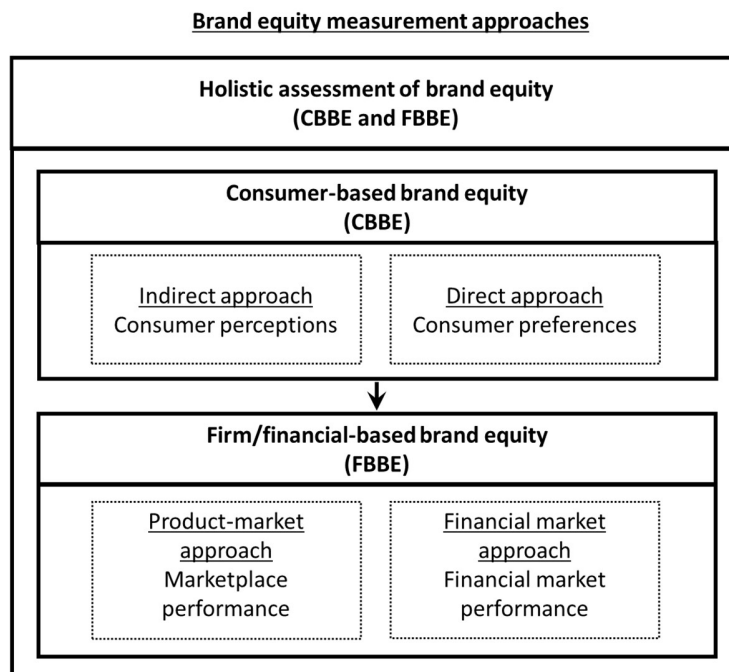 Brand equity measurement approaches
Holistic assessment of brand equity
(CBBE and FBBE)
Consumer-based brand equity
(CBBE)
Indirect approach
Consumer perceptions
Direct approach
Consumer preferences
Firm/financial-based brand equity
(FBBE)
Product-market
approach
Marketplace
performance
Financial market
approach
Financial market
performance